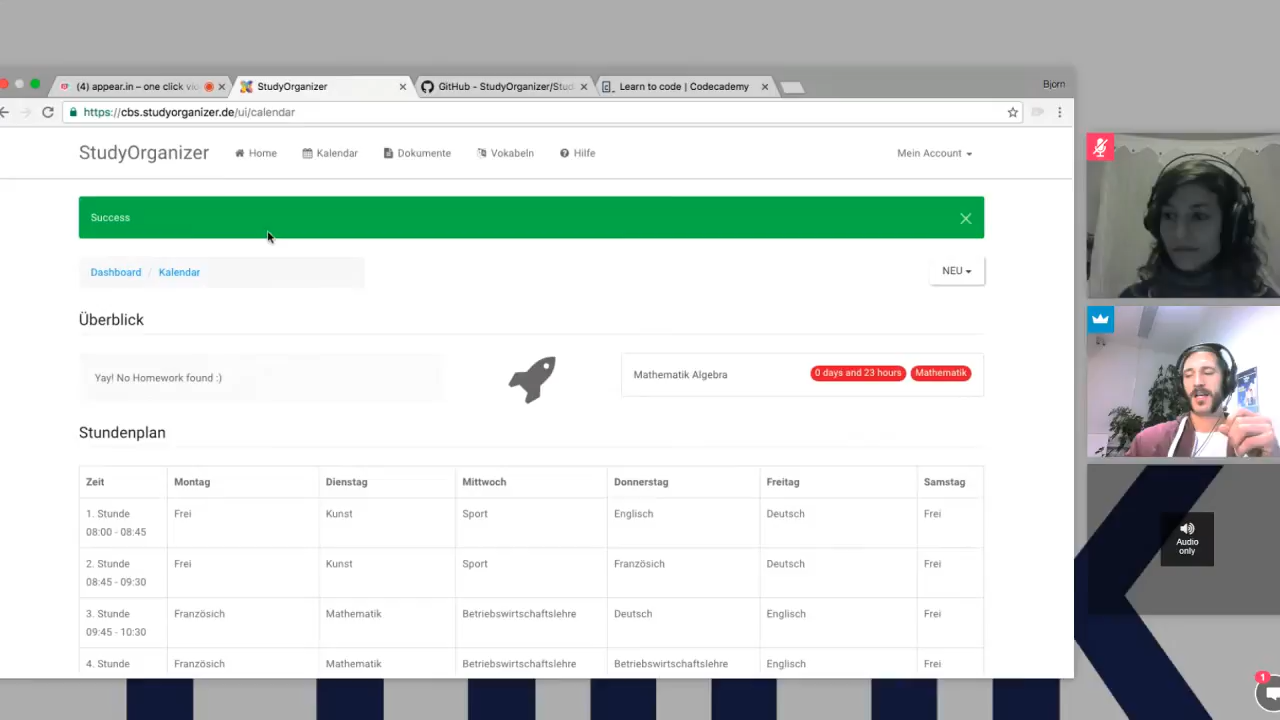 (4) appear.in – one click vi
StudyOrganizer
GitHub - StudyOrganizer/Stud
Learn to code | Codecademy
Bjorn
https://cbs.studyorganizer.de/ui/calendar
StudyOrganizer
Home
Kalendar
Dokumente
Vokabeln
Hilfe
Mein Account
Success
Dashboard / Kalendar
NEU
Überblick
Yay! No Homework found :)
Mathematik Algebra
0 days and 23 hours
Mathematik
Stundenplan
Zeit Montag Dienstag Mittwoch Donnerstag Freitag Samstag
1. Stunde Frei Kunst Sport Englisch Deutsch Frei
08:00 - 08:45
2. Stunde Frei Kunst Sport Französich Deutsch Frei
08:45 - 09:30
3. Stunde Französich Mathematik Betriebswirtschaftslehre Deutsch Englisch Frei
09:45 - 10:30
4. Stunde Französich Mathematik Betriebswirtschaftslehre Betriebswirtschaftslehre Englisch Frei
Audio
only
1